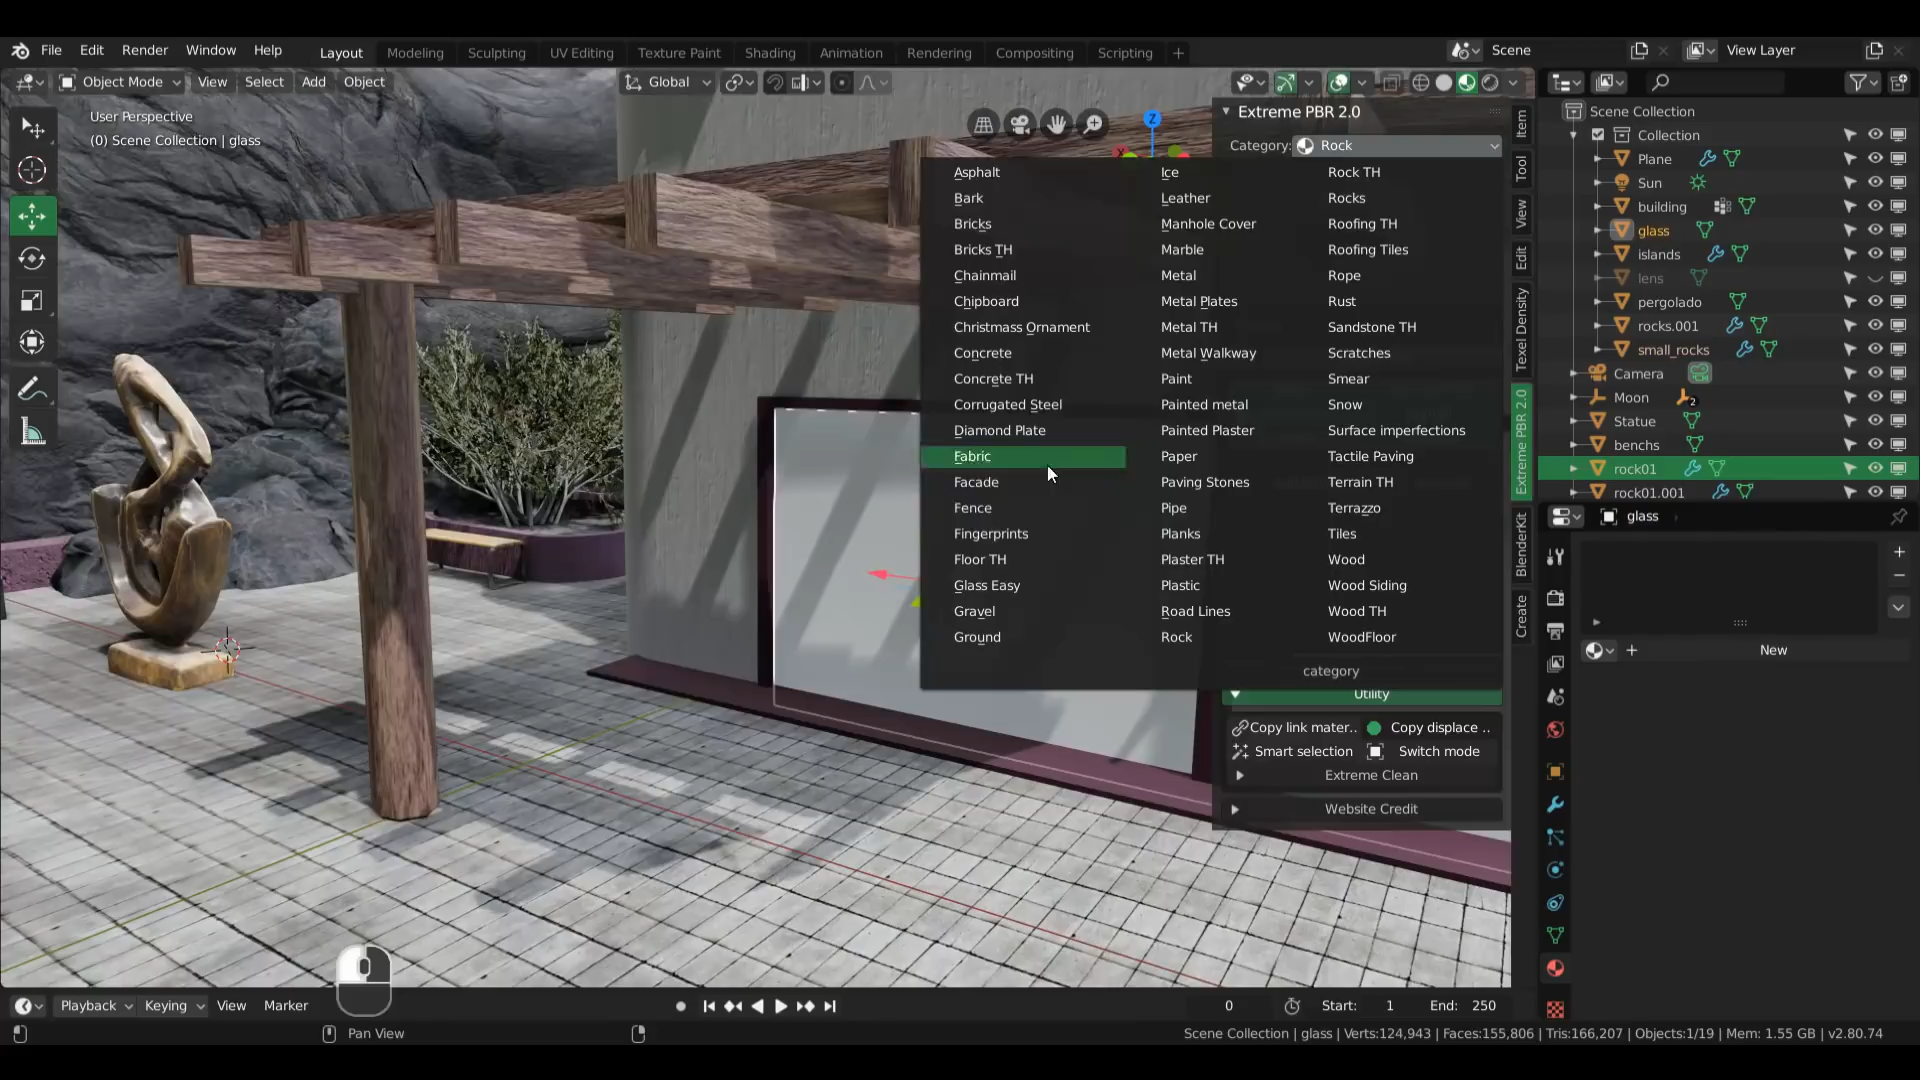 File Edit Render Window Help Layout Modeling Sculpting UV Editing Texture Paint Shading Animation Rendering Compositing Scripting + Scene View Layer
Object Mode View Select Add Object Global
User Perspective
(0) Scene Collection | glass
Z
X
Extreme PBR 2.0
Category: Rock
Asphalt
Bark
Bricks
Bricks TH
Chainmail
Chipboard
Christmass Ornament
Concrete
Concrete TH
Corrugated Steel
Diamond Plate
Fabric
Facade
Fence
Fingerprints
Floor TH
Glass Easy
Gravel
Ground
Ice
Leather
Manhole Cover
Marble
Metal
Metal Plates
Metal TH
Metal Walkway
Paint
Painted metal
Painted Plaster
Paper
Paving Stones
Pipe
Planks
Plaster TH
Plastic
Road Lines
Rock
Rock TH
Rocks
Roofing TH
Roofing Tiles
Rope
Rust
Sandstone TH
Scratches
Smear
Snow
Surface imperfections
Tactile Paving
Terrain TH
Terrazzo
Tiles
Wood
Wood Siding
Wood TH
WoodFloor
category
Utility
Copy link mater.. Copy displace ..
Smart selection Switch mode
Extreme Clean
Website Credit
Item
Tool
View
Edit
Texel Density
Extreme PBR 2.0
BlenderKit
Create
Scene Collection
Collection
Plane
Sun
building
glass
islands
lens
pergolado
rocks.001
small_rocks
Camera
Moon 2
Statue
benchs
rock01
rock01.001
glass
+ New
Playback Keying View Marker 0 Start: 1 End: 250
Pan View
Scene Collection | glass | Verts:124,943 | Faces:155,806 | Tris:166,207 | Objects:1/19 | Mem: 1.55 GB | v2.80.74